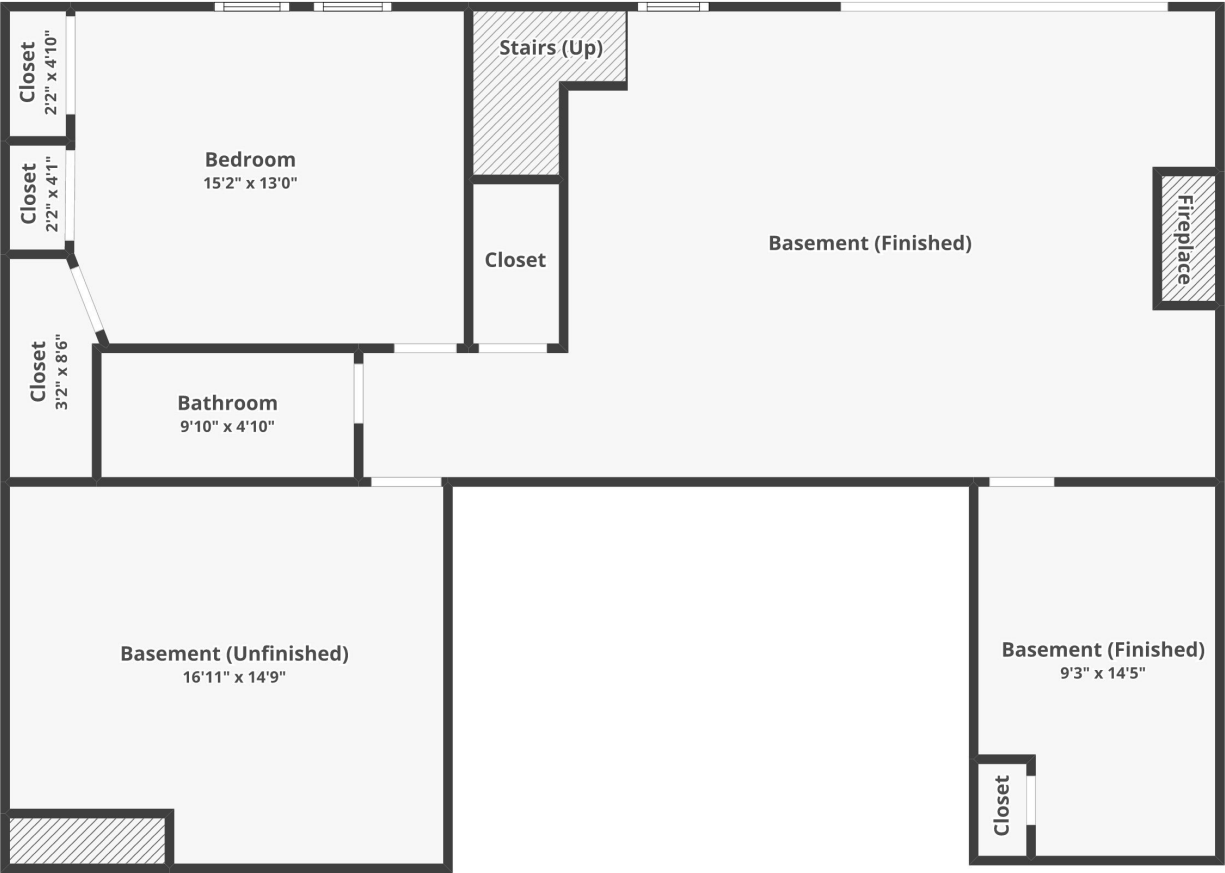 Stairs (Up)
Closet
2'2" x 4'10"
Bedroom
15'2" x 13'0"
Closet
2'2" x 4'1"
Closet
Basement (Finished)
Fireplace
Closet
3'2" x 8'6"
Bathroom
9'10" x 4'10"
Basement (Unfinished)
16'11" x 14'9"
Basement (Finished)
9'3" x 14'5"
Closet